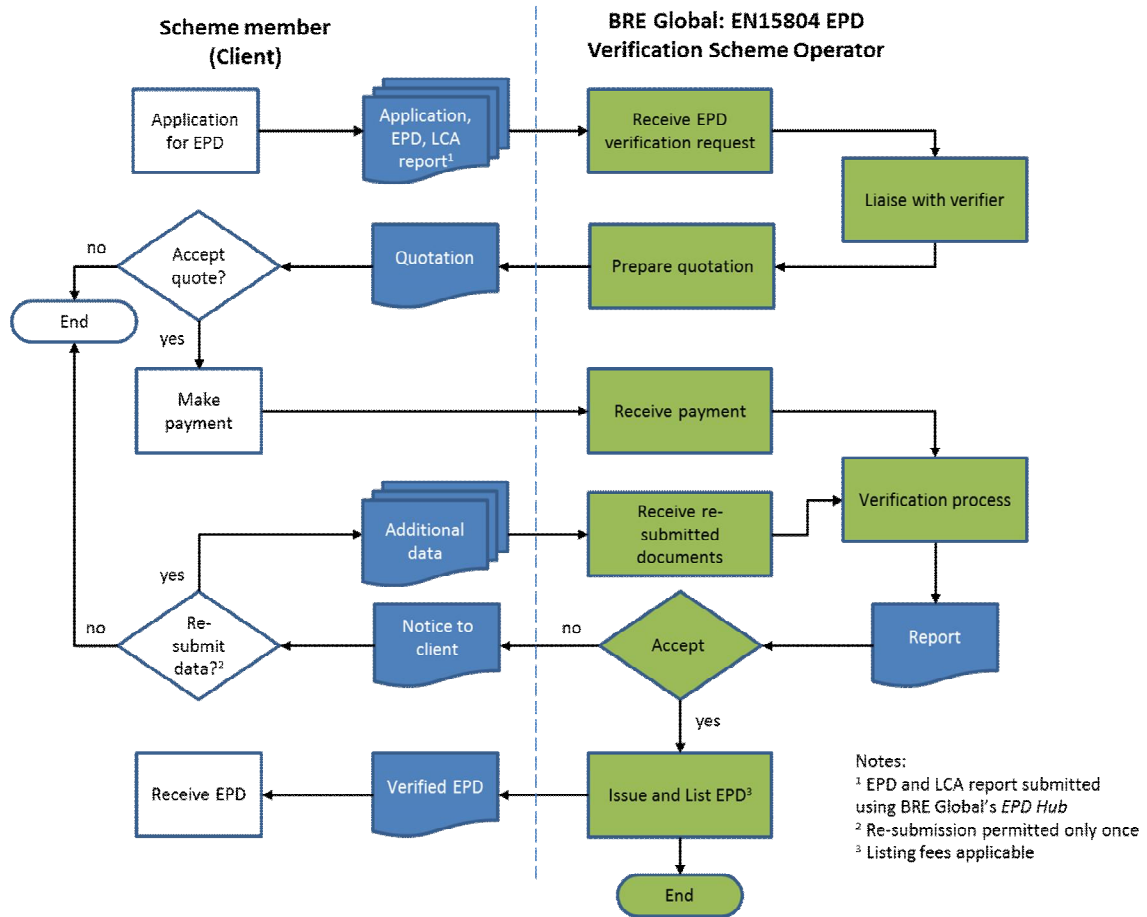 Scheme member
(Client)
BRE Global: EN15804 EPD
Verification Scheme Operator
Application
for EPD
Application,
EPD, LCA
report¹
Receive EPD
verification request
Liaise with verifier
no
Accept
quote?
Quotation
Prepare quotation
End
yes
Make
payment
Receive payment
Verification process
Additional
data
Receive re-
submitted
documents
yes
no
Re-
submit
data?²
Notice to
client
no
Accept
Report
yes
Receive EPD
Verified EPD
Issue and List EPD³
End
Notes:
¹ EPD and LCA report submitted
using BRE Global's EPD Hub
² Re-submission permitted only once
³ Listing fees applicable